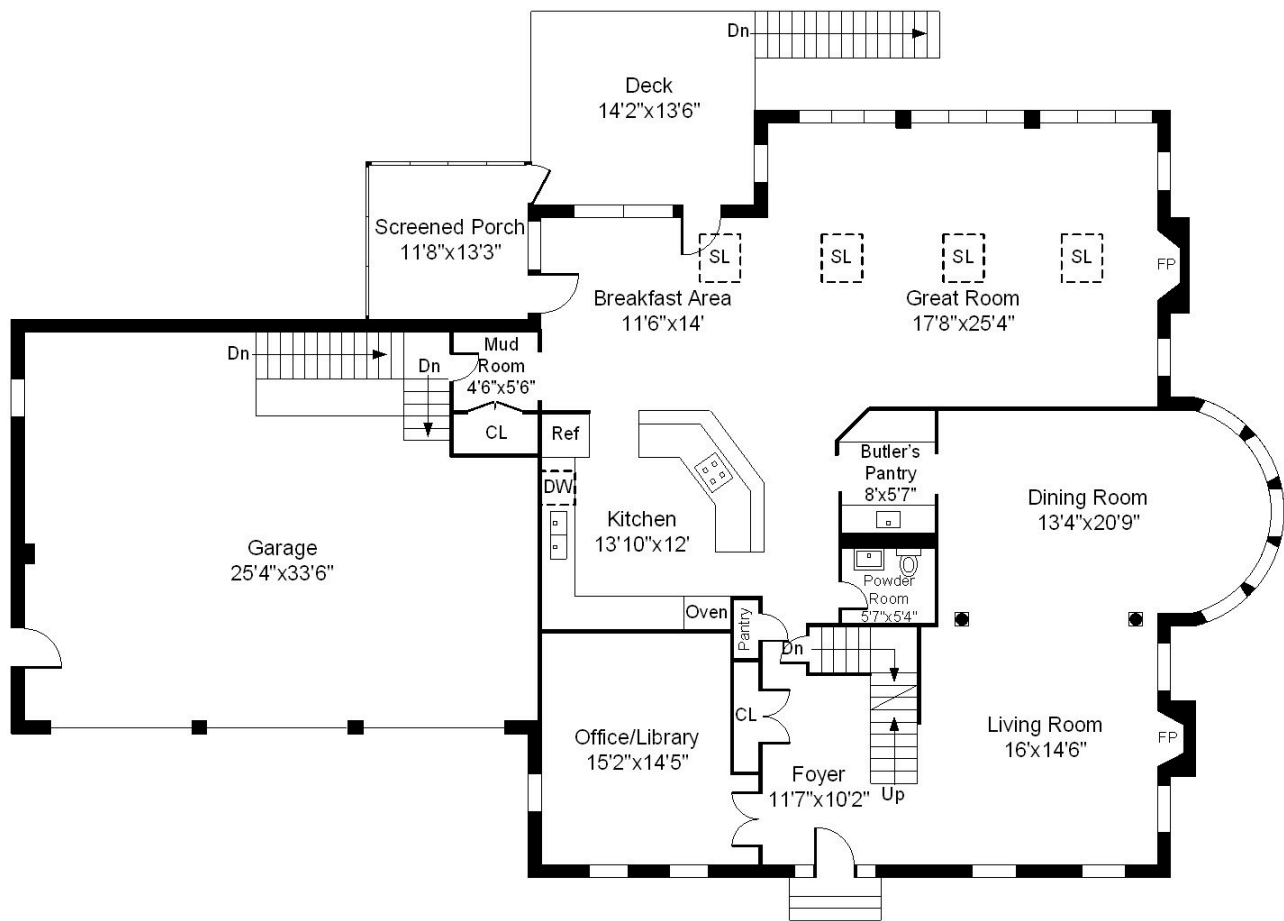 Dn
Deck
14'2"x13'6"
Screened Porch
11'8"x13'3"
SL
SL
SL
SL
FP
Breakfast Area
11'6"x14'
Great Room
17'8"x25'4"
Dn
Dn
Mud
Room
4'6"x5'6"
CL
Ref
DW
Butler's
Pantry
8'x5'7"
Kitchen
13'10"x12'
Dining Room
13'4"x20'9"
Garage
25'4"x33'6"
Powder
Room
5'7"x5'4"
Oven
Pantry
Dn
CL
Office/Library
15'2"x14'5"
Living Room
16'x14'6"
FP
Foyer
11'7"x10'2"
Up